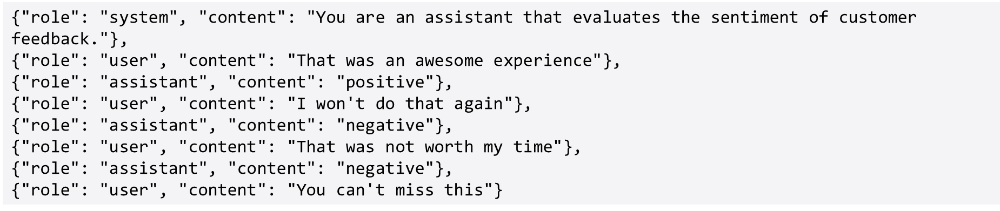 {"role": "system", "content": "You are an assistant that evaluates the sentiment of customer
feedback."},
{"role": "user", "content": "That was an awesome experience"},
{"role": "assistant", "content": "positive"},
{"role": "user", "content": "I won't do that again"},
{"role": "assistant", "content": "negative"},
{"role": "user", "content": "That was not worth my time"},
{"role": "assistant", "content": "negative"},
{"role": "user", "content": "You can't miss this"}